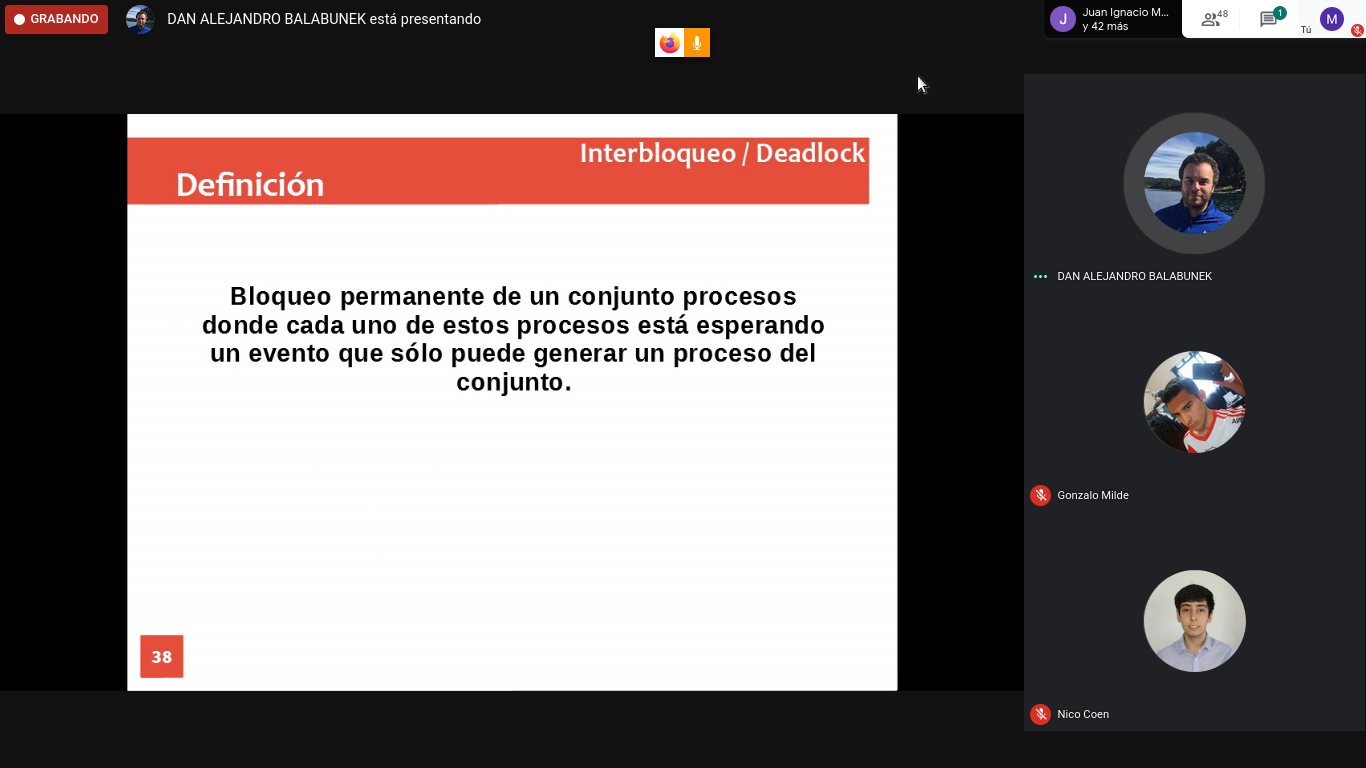 GRABANDO
DAN ALEJANDRO BALABUNEK está presentando
J
Juan Ignacio M...
y 42 más
48
1
Tú
M
Interbloqueo / Deadlock
Definición
Bloqueo permanente de un conjunto procesos
donde cada uno de estos procesos está esperando
un evento que sólo puede generar un proceso del
conjunto.
38
DAN ALEJANDRO BALABUNEK
Gonzalo Milde
Nico Coen